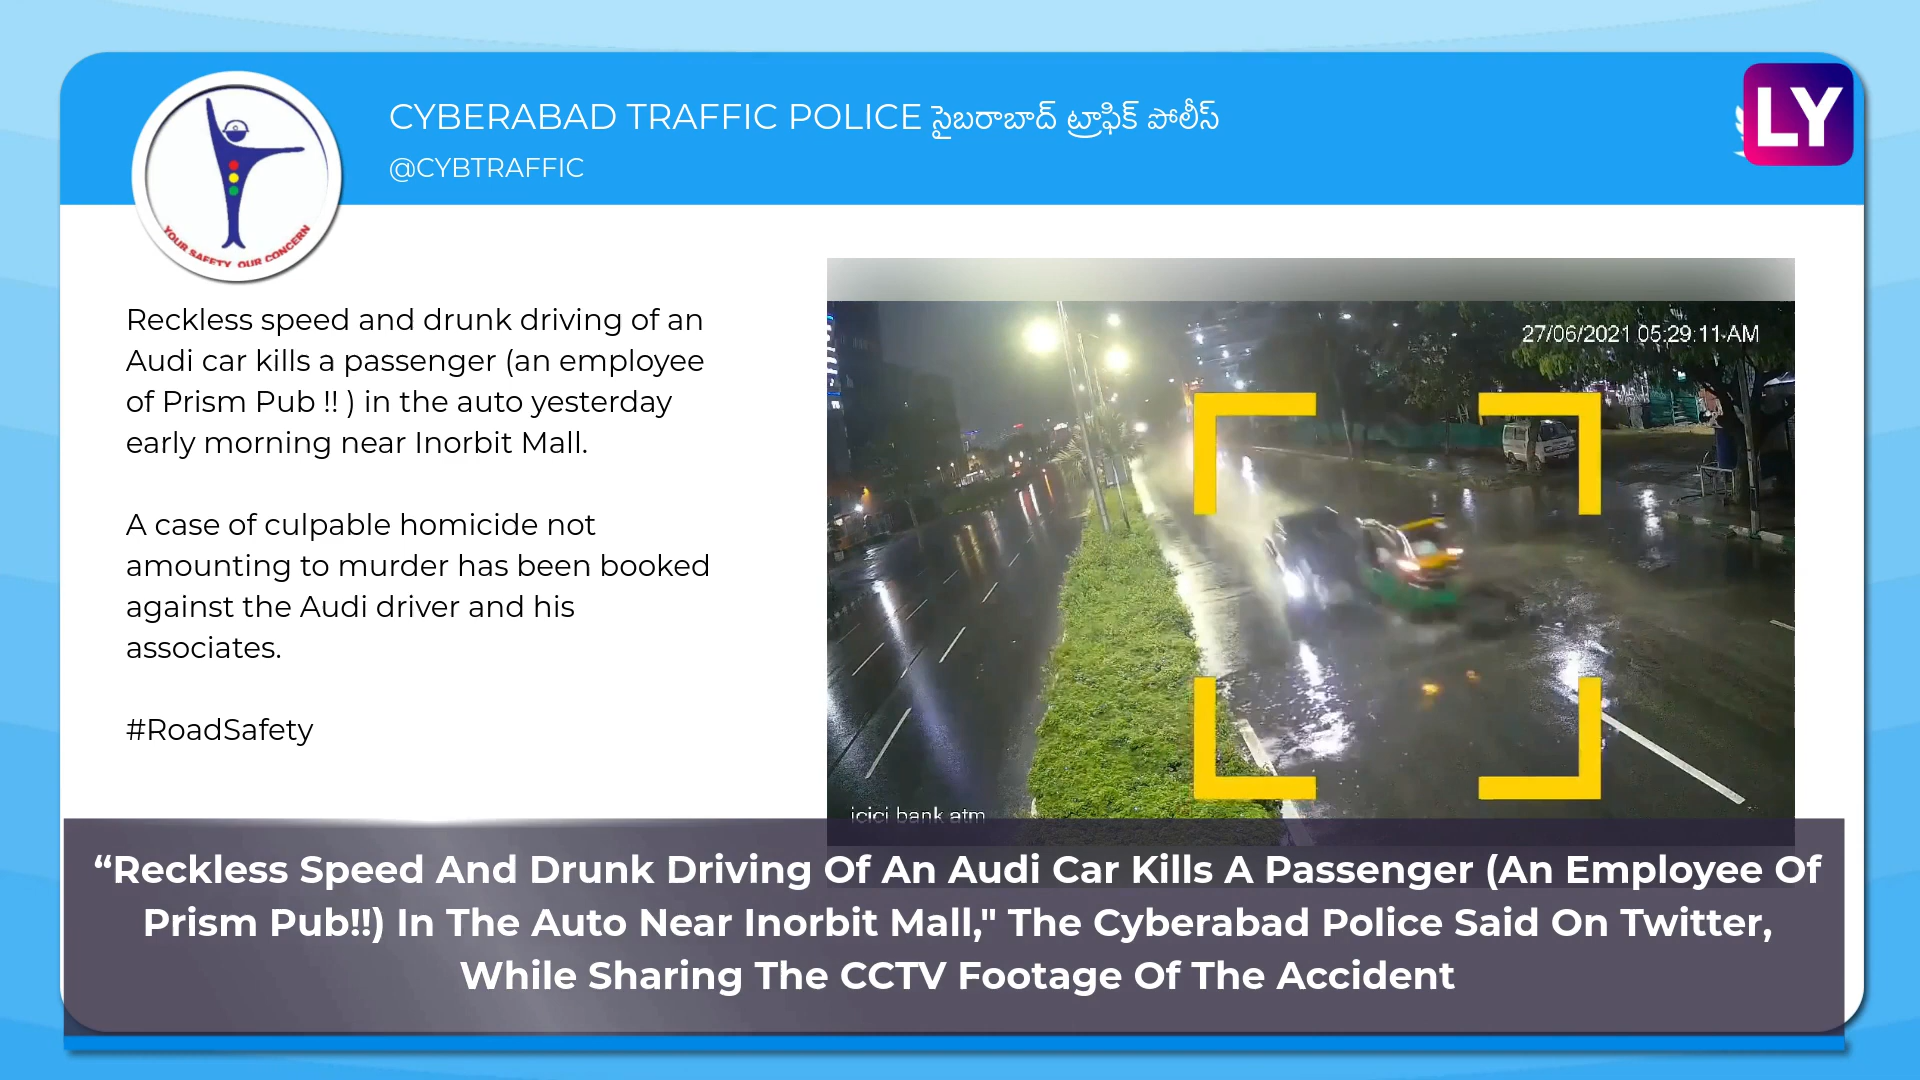 CYBERABAD TRAFFIC POLICE సైబరాబాద్ ట్రాఫిక్ పోలీస్
@CYBTRAFFIC
LY
YOUR SAFETY OUR CONCERN
Reckless speed and drunk driving of an
Audi car kills a passenger (an employee
of Prism Pub !! ) in the auto yesterday
early morning near Inorbit Mall.
A case of culpable homicide not
amounting to murder has been booked
against the Audi driver and his
associates.
#RoadSafety
27/06/2021 05:29:11 AM
icici bank atm
“Reckless Speed And Drunk Driving Of An Audi Car Kills A Passenger (An Employee Of
Prism Pub!!) In The Auto Near Inorbit Mall," The Cyberabad Police Said On Twitter,
While Sharing The CCTV Footage Of The Accident